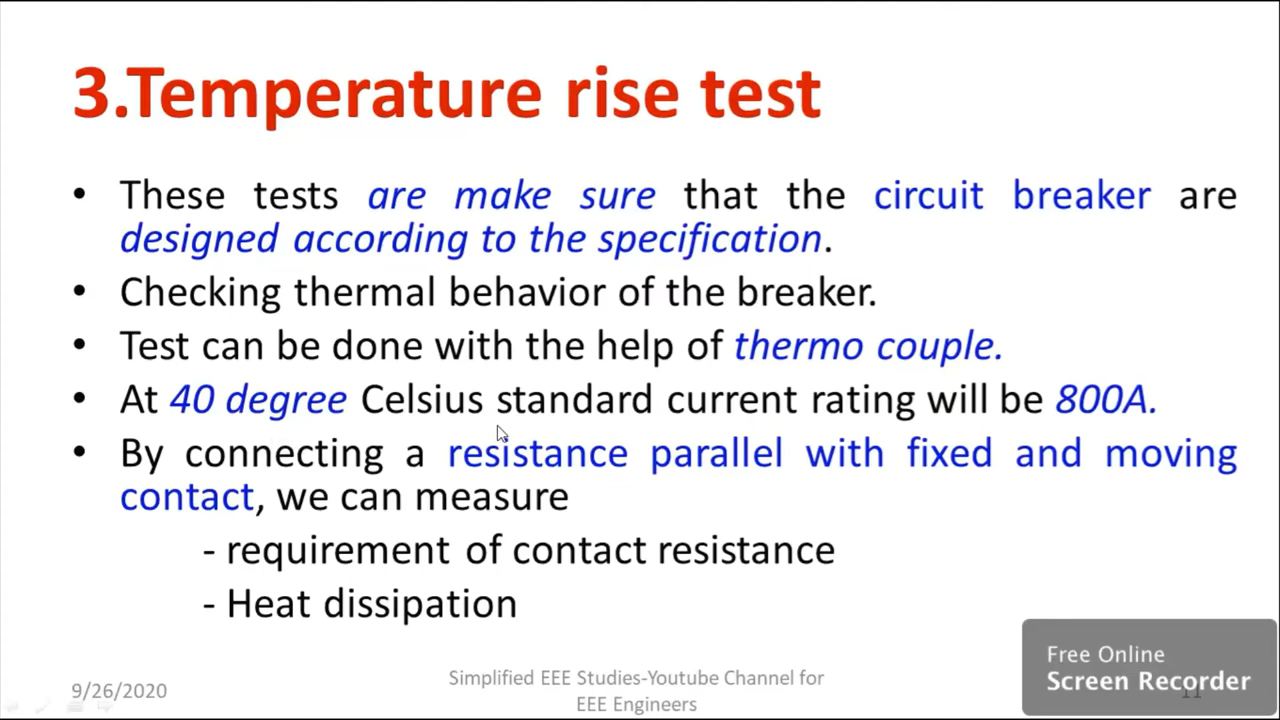 3.Temperature rise test
• These tests are make sure that the circuit breaker are
designed according to the specification.
• Checking thermal behavior of the breaker.
• Test can be done with the help of thermo couple.
• At 40 degree Celsius standard current rating will be 800A.
• By connecting a resistance parallel with fixed and moving
contact, we can measure
- requirement of contact resistance
- Heat dissipation
9/26/2020
Simplified EEE Studies-Youtube Channel for
EEE Engineers
Free Online
Screen Recorder
11